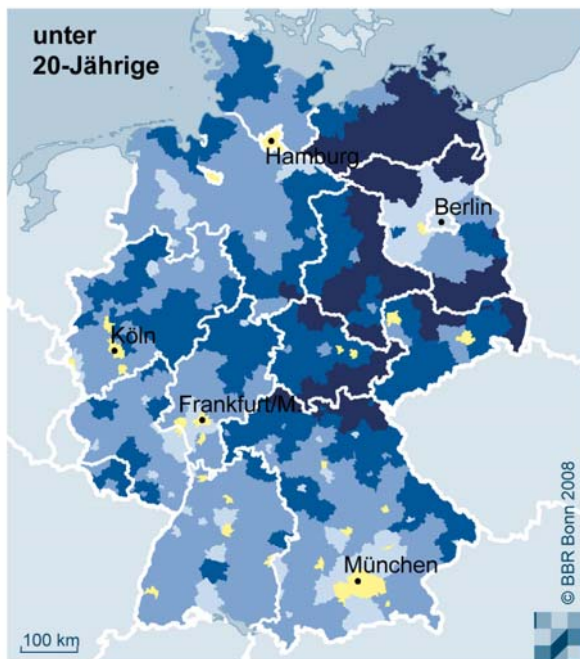 unter
20-Jährige
Hamburg
Berlin
Köln
Frankfurt/M.
München
100 km
© BBR Bonn 2008